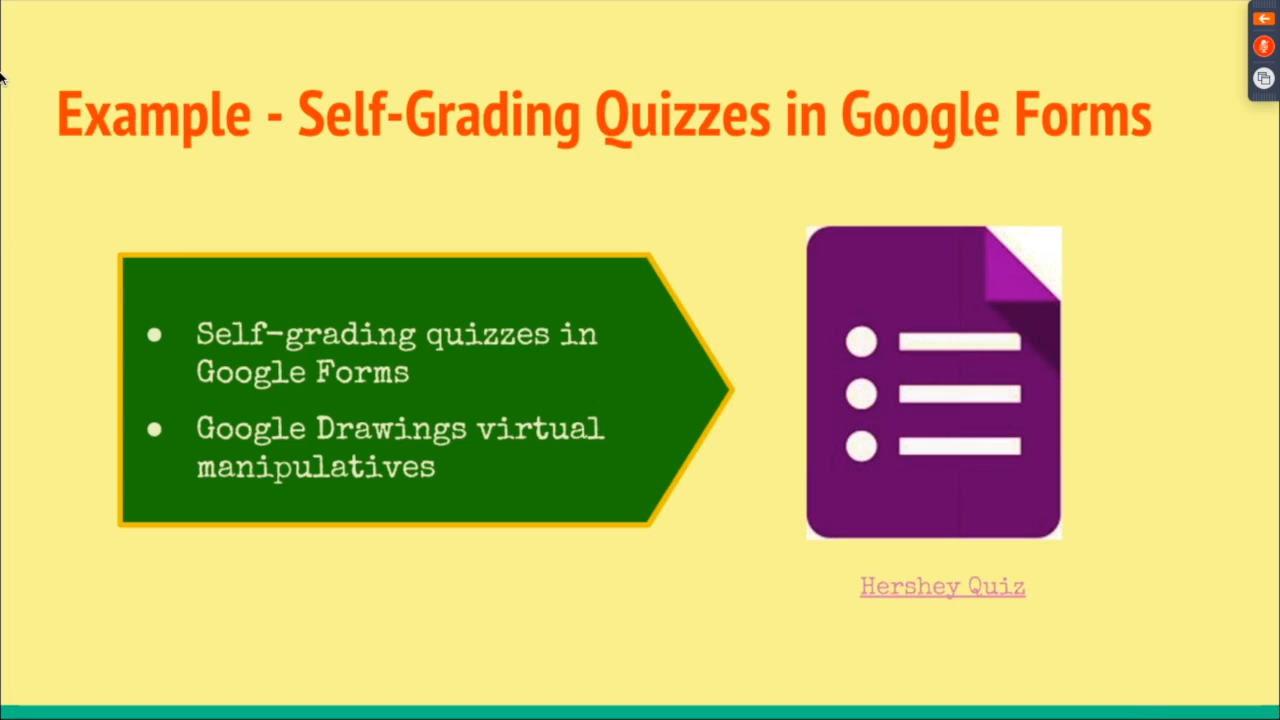 Example - Self-Grading Quizzes in Google Forms
● Self-grading quizzes in
Google Forms
● Google Drawings virtual
manipulatives
Hershey Quiz